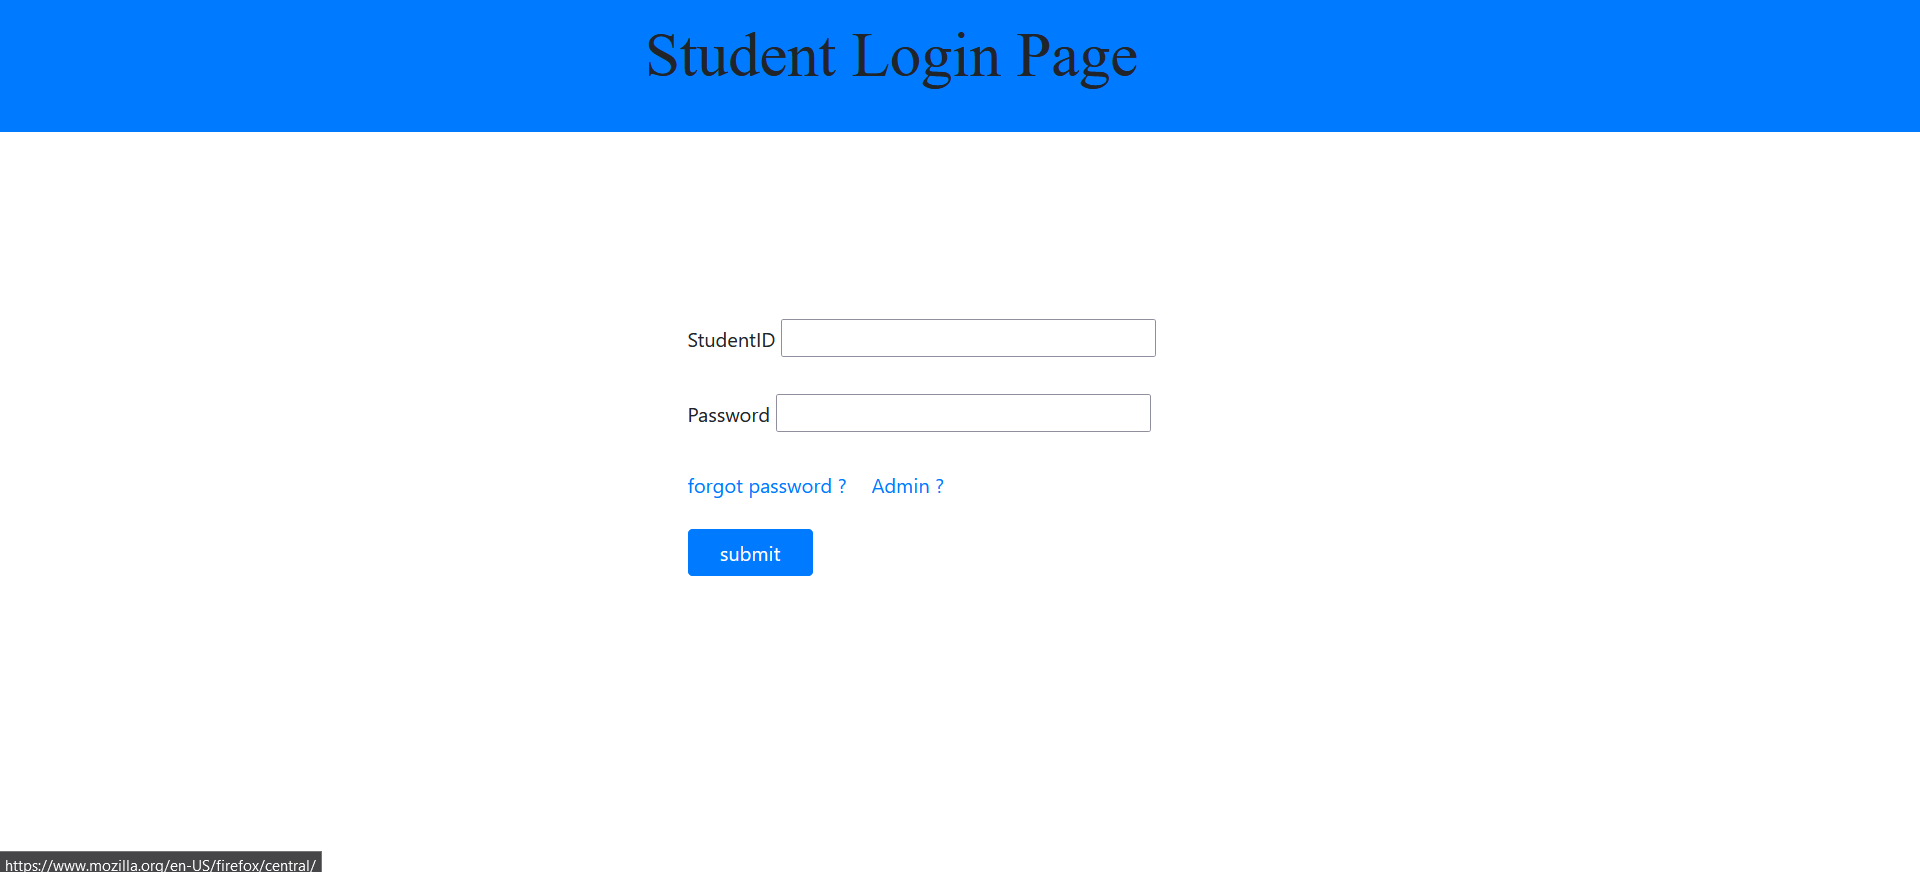 Student Login Page
StudentID
Password
forgot password ? Admin ?
submit
https://www.mozilla.org/en-US/firefox/central/